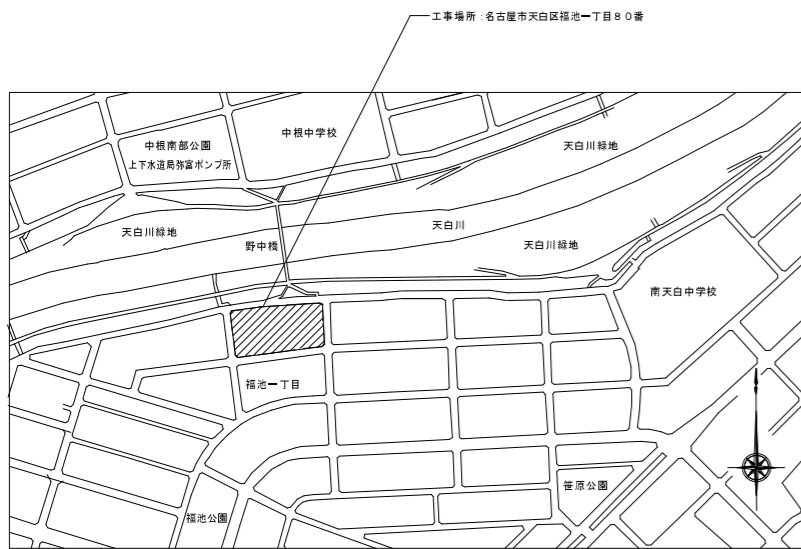 工事場所:名古屋市天白区福池一丁目80番
中根中学校
中根南部公園
上下水道局弥富ポンプ所
天白川緑地
天白川
天白川緑地
野中橋
天白川緑地
南天白中学校
福池一丁目
笹原公園
福池公園